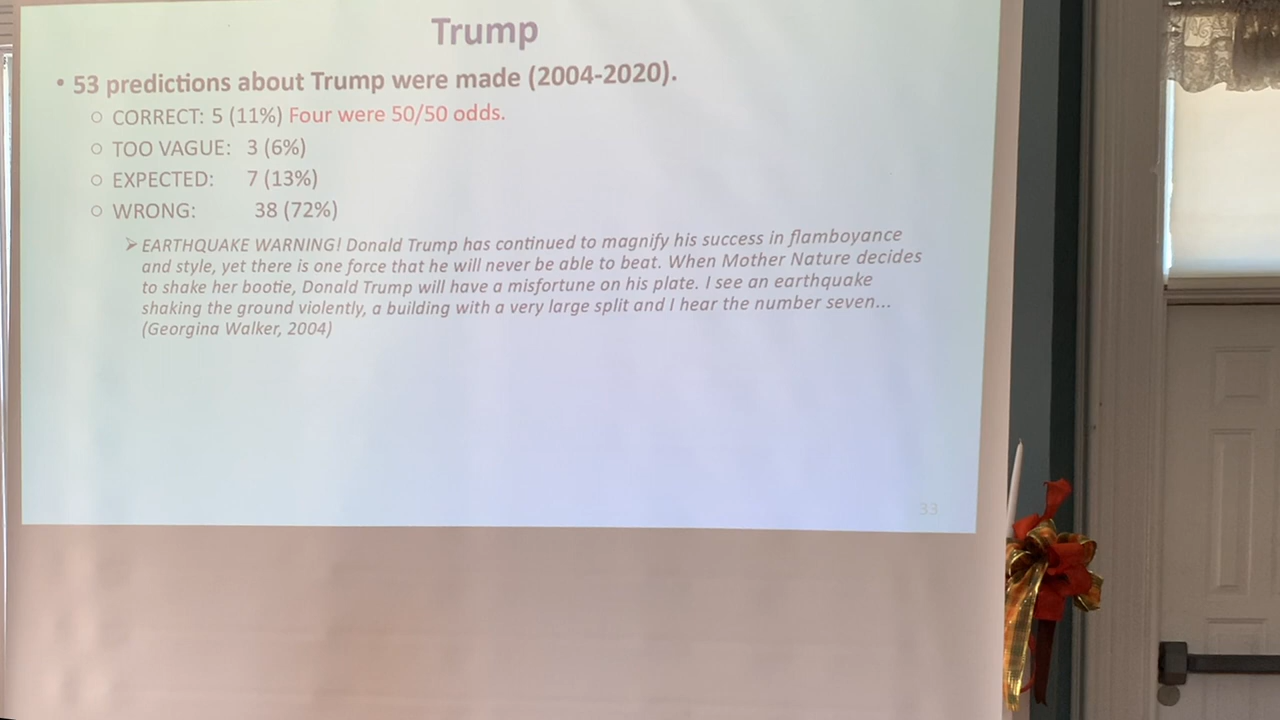 Trump
• 53 predictions about Trump were made (2004-2020).
○ CORRECT: 5 (11%) Four were 50/50 odds.
○ TOO VAGUE: 3 (6%)
○ EXPECTED: 7 (13%)
○ WRONG: 38 (72%)
➢ EARTHQUAKE WARNING! Donald Trump has continued to magnify his success in flamboyance
and style, yet there is one force that he will never be able to beat. When Mother Nature decides
to shake her bootie, Donald Trump will have a misfortune on his plate. I see an earthquake
shaking the ground violently, a building with a very large split and I hear the number seven...
(Georgina Walker, 2004)
33